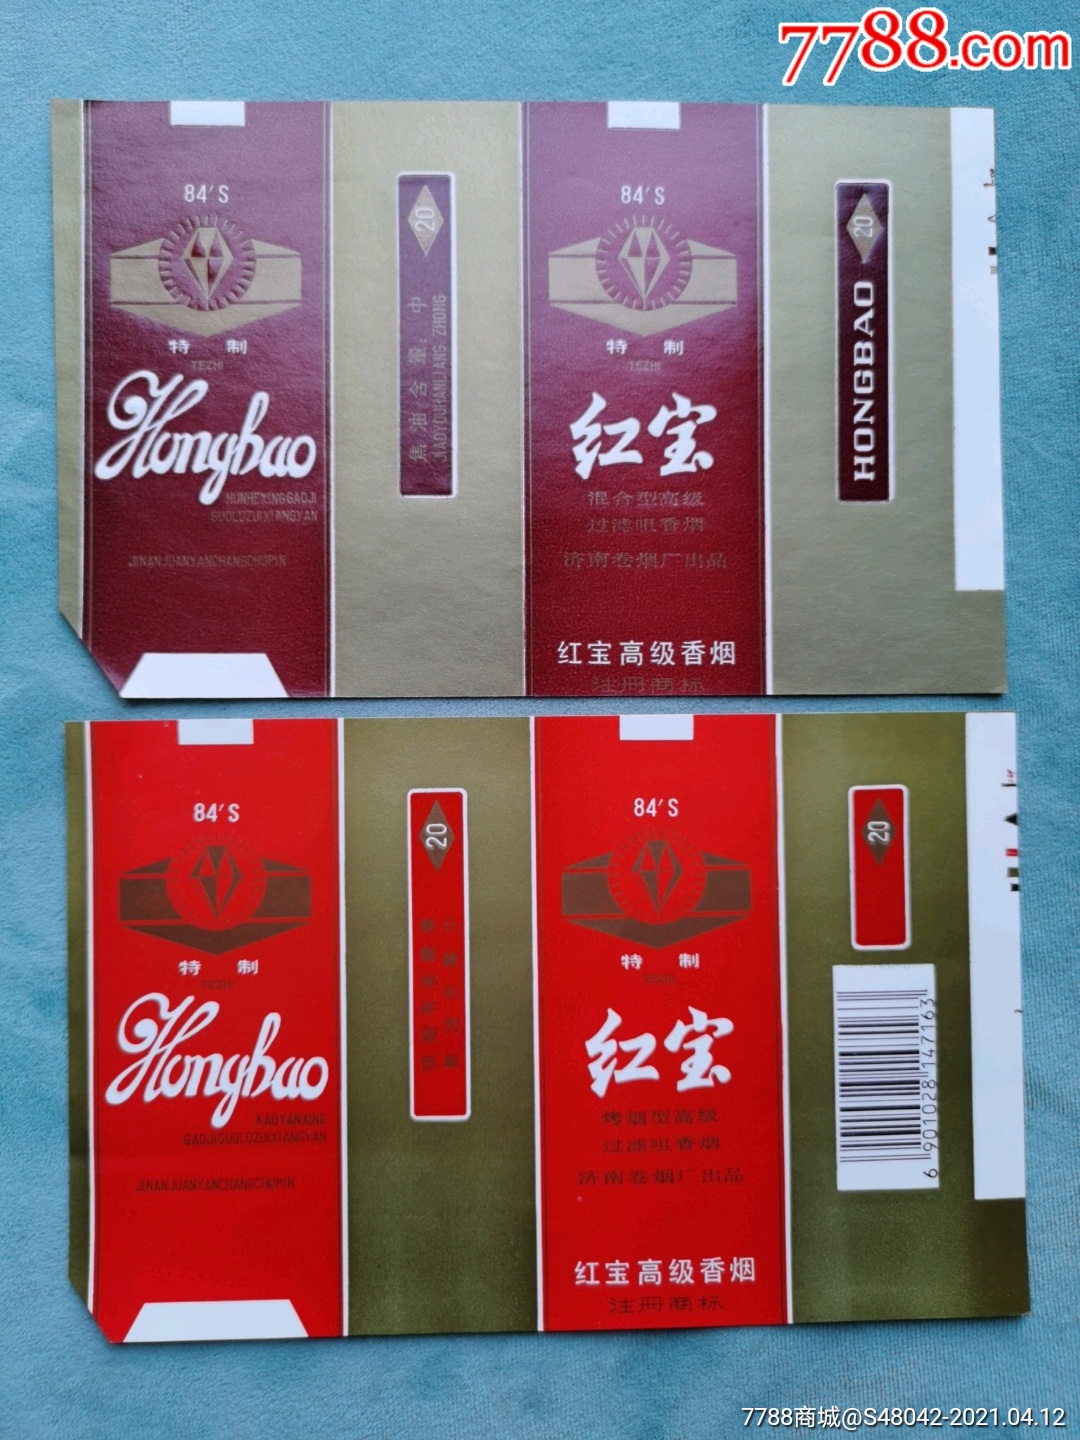 7788.com
84'S
特 制
TEZHI
Hongbao
HUNHEXINGGAOJI
GUOLUZUIXIANGYAN
JINANJUANYANCHANGCHUPIN
20
焦油含量：中
JIAOYOUHANLIANG ZHONG
84'S
特 制
TEZHI
红宝
混合型高级
过滤咀香烟
济南卷烟厂出品
红宝高级香烟
注册商标
20
HONGBAO
84'S
特 制
TEZHI
Hongbao
KAOYANXING
GAOJIGUOLUZUIXIANGYAN
JINANJUANYANCHANGCHUPIN
20
84'S
特 制
TEZHI
红宝
烤烟型高级
过滤咀香烟
济南卷烟厂出品
红宝高级香烟
注册商标
20
6 901028 147163
7788商城@S48042-2021.04.12